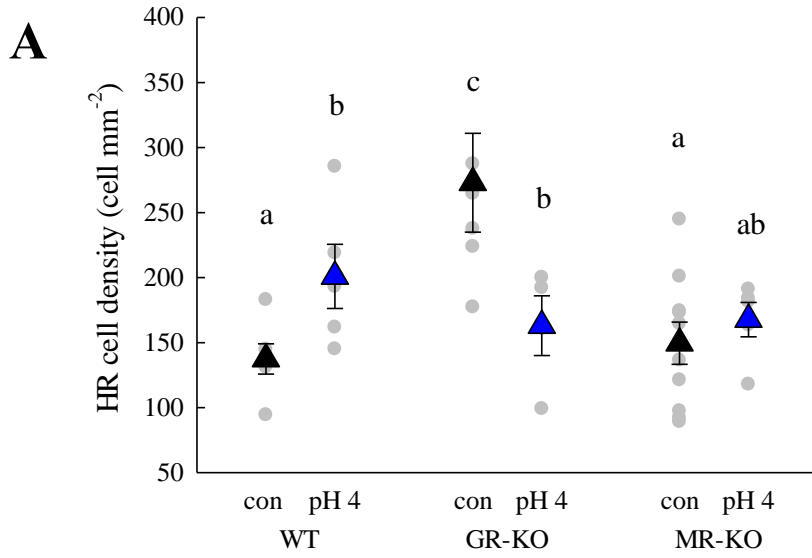 A
HR cell density (cell mm-2)
400
350
300
250
200
150
100
50
a
b
c
b
a
ab
con pH 4 con pH 4 con pH 4
WT GR-KO MR-KO